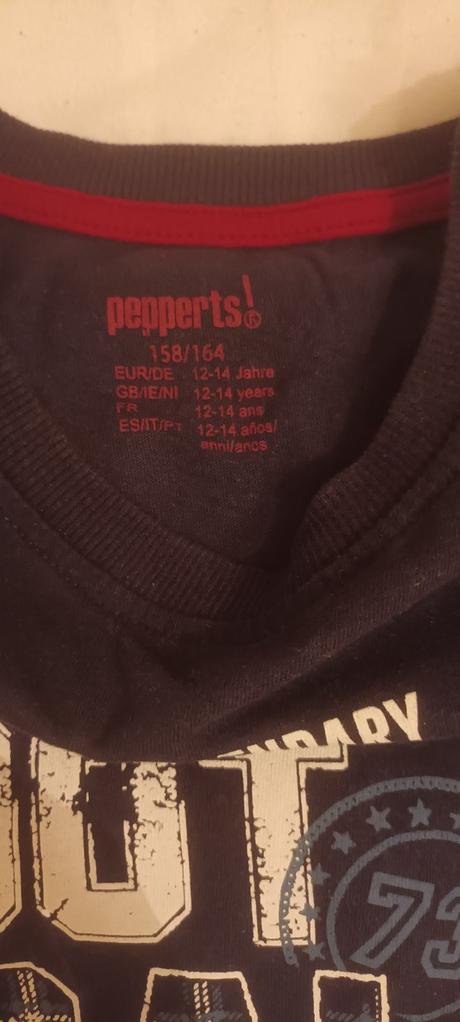 pepperts!®
158/164
EUR/DE 12-14 Jahre
GB/IE/NI 12-14 years
FR 12-14 ans
ES/IT/PT 12-14 años/
anni/anos
73